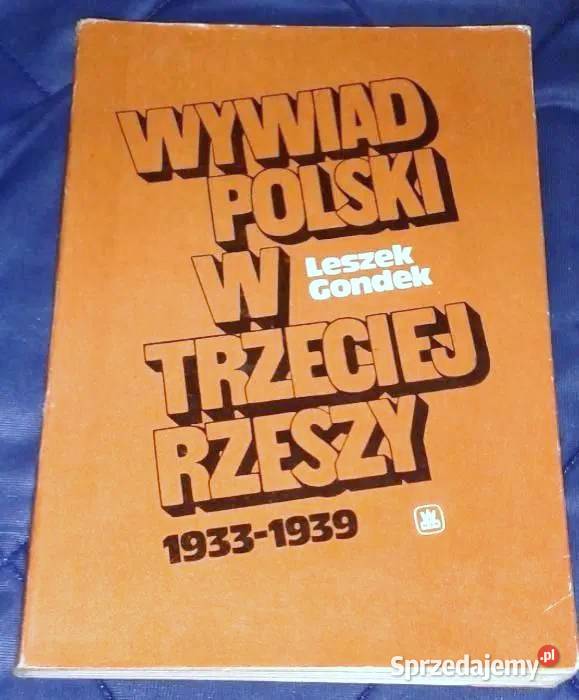 WYWIAD
POLSKI
W
Leszek
Gondek
TRZECIEJ
RZESZY
1933-1939
Sprzedajemy.pl